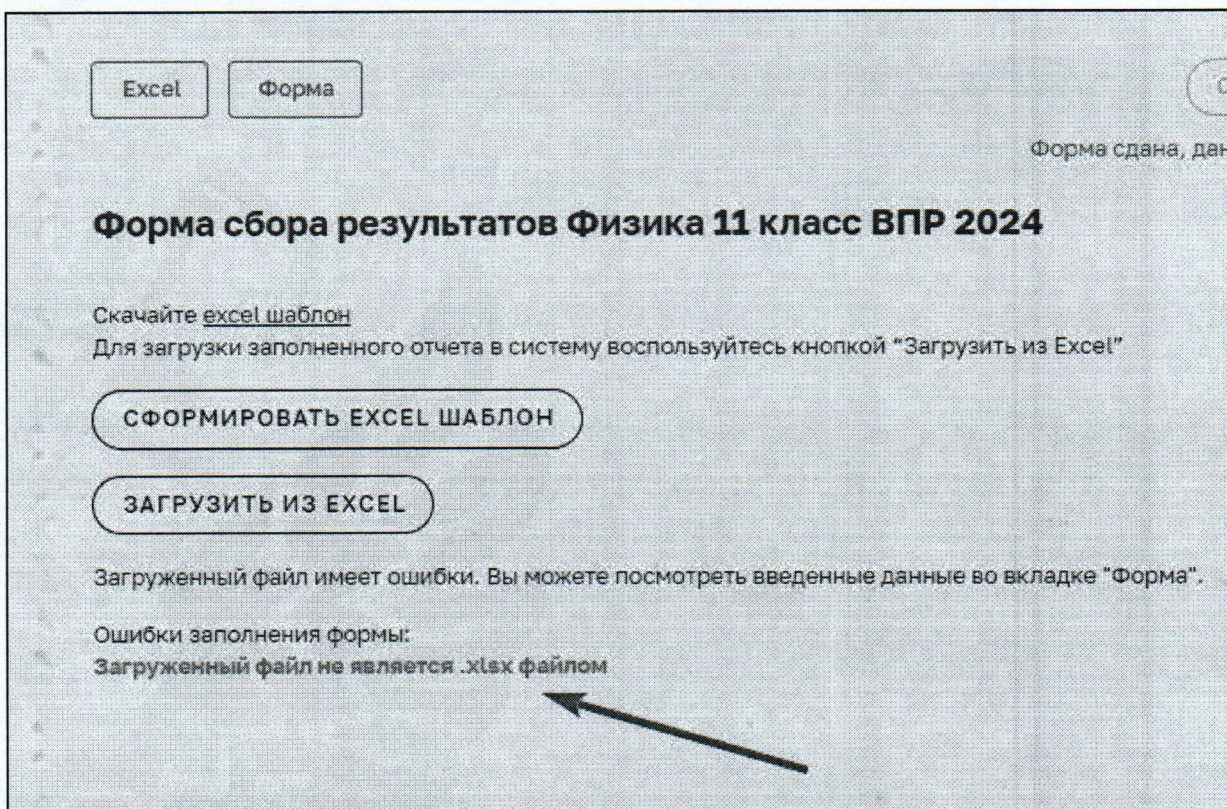 Excel Форма
Форма сдана,
Форма сбора результатов Физика 11 класс ВПР 2024
Скачайте excel шаблон
Для загрузки заполненного отчета в систему воспользуйтесь кнопкой “Загрузить из Excel”
СФОРМИРОВАТЬ EXCEL ШАБЛОН
ЗАГРУЗИТЬ ИЗ EXCEL
Загруженный файл имеет ошибки. Вы можете посмотреть введенные данные во вкладке "Форма".
Ошибки заполнения формы:
Загруженный файл не является .xlsx файлом